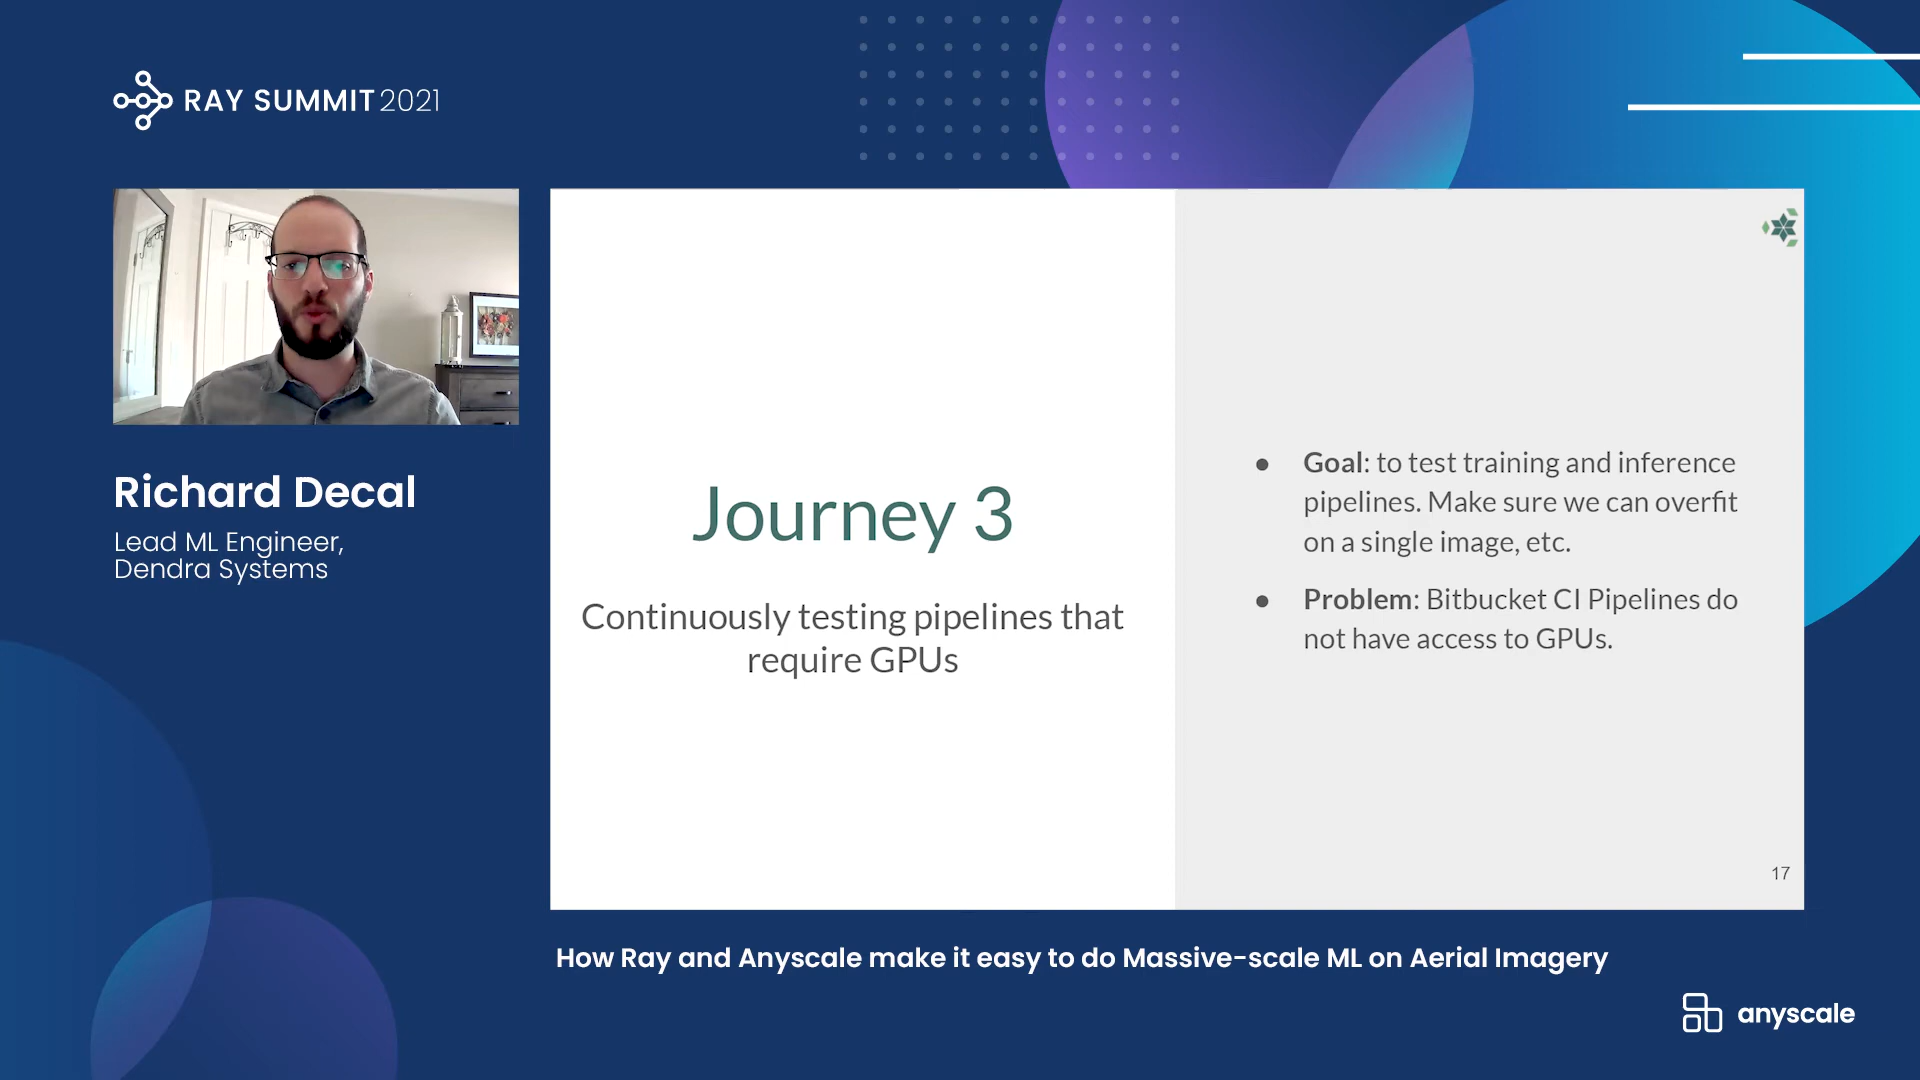 RAY SUMMIT 2021
Richard Decal
Lead ML Engineer,
Dendra Systems
Journey 3
Continuously testing pipelines that
require GPUs
● Goal: to test training and inference
pipelines. Make sure we can overfit
on a single image, etc.
● Problem: Bitbucket CI Pipelines do
not have access to GPUs.
17
How Ray and Anyscale make it easy to do Massive-scale ML on Aerial Imagery
anyscale